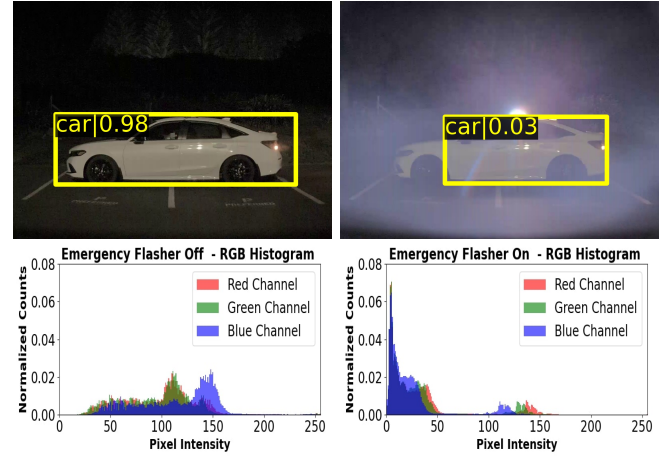 car|0.98
car|0.03
Emergency Flasher Off - RGB Histogram
Normalized Counts
0.08
0.06
0.04
0.02
0.00
Red Channel
Green Channel
Blue Channel
0 50 100 150 200 250
Pixel Intensity
Emergency Flasher On - RGB Histogram
Normalized Counts
0.08
0.06
0.04
0.02
0.00
Red Channel
Green Channel
Blue Channel
0 50 100 150 200 250
Pixel Intensity